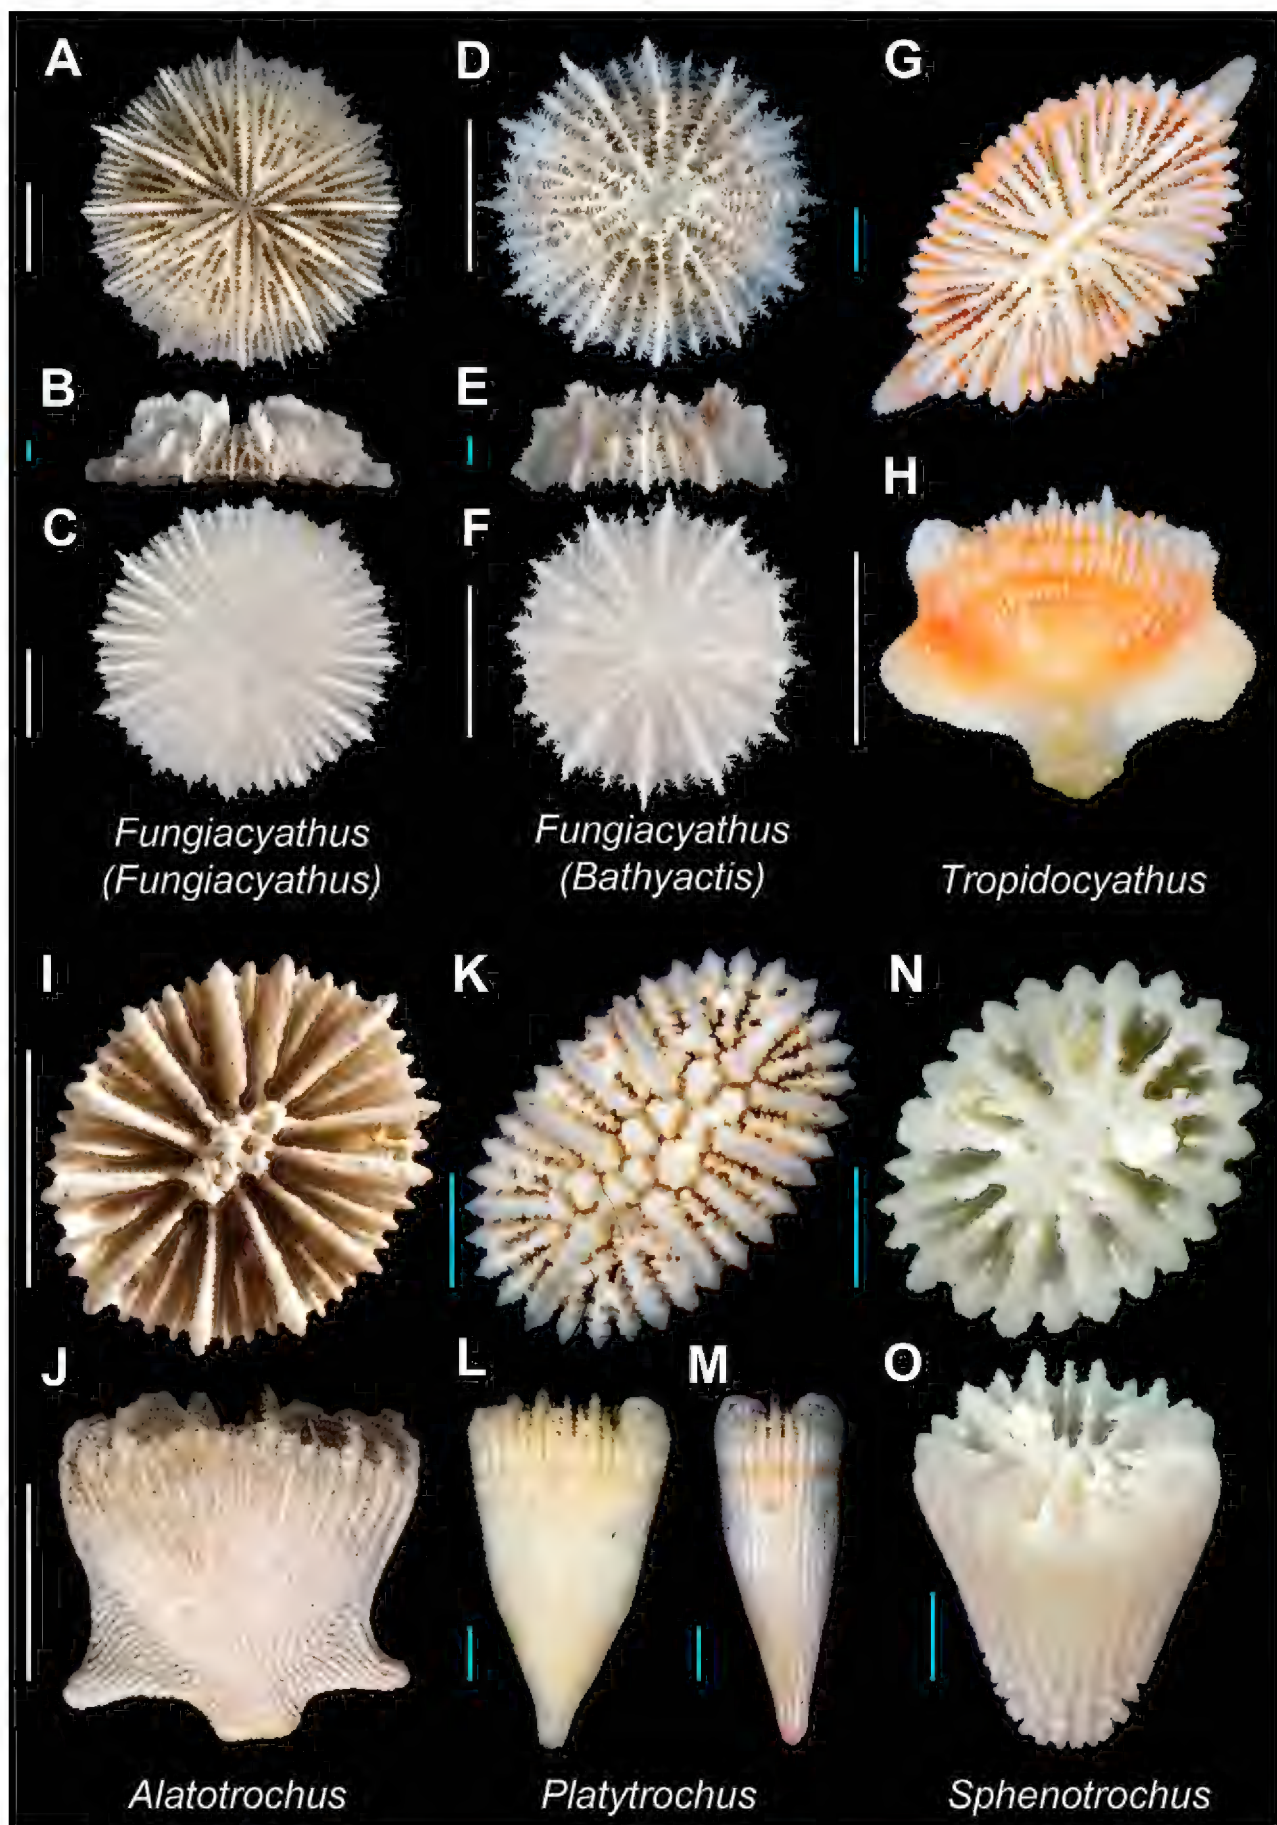 A
D
G
B
E
C
F
H
Fungiacyathus
(Fungiacyathus)
Fungiacyathus
(Bathyactis)
Tropidocyathus
I
K
N
J
L
M
O
Alatotrochus
Platytrochus
Sphenotrochus